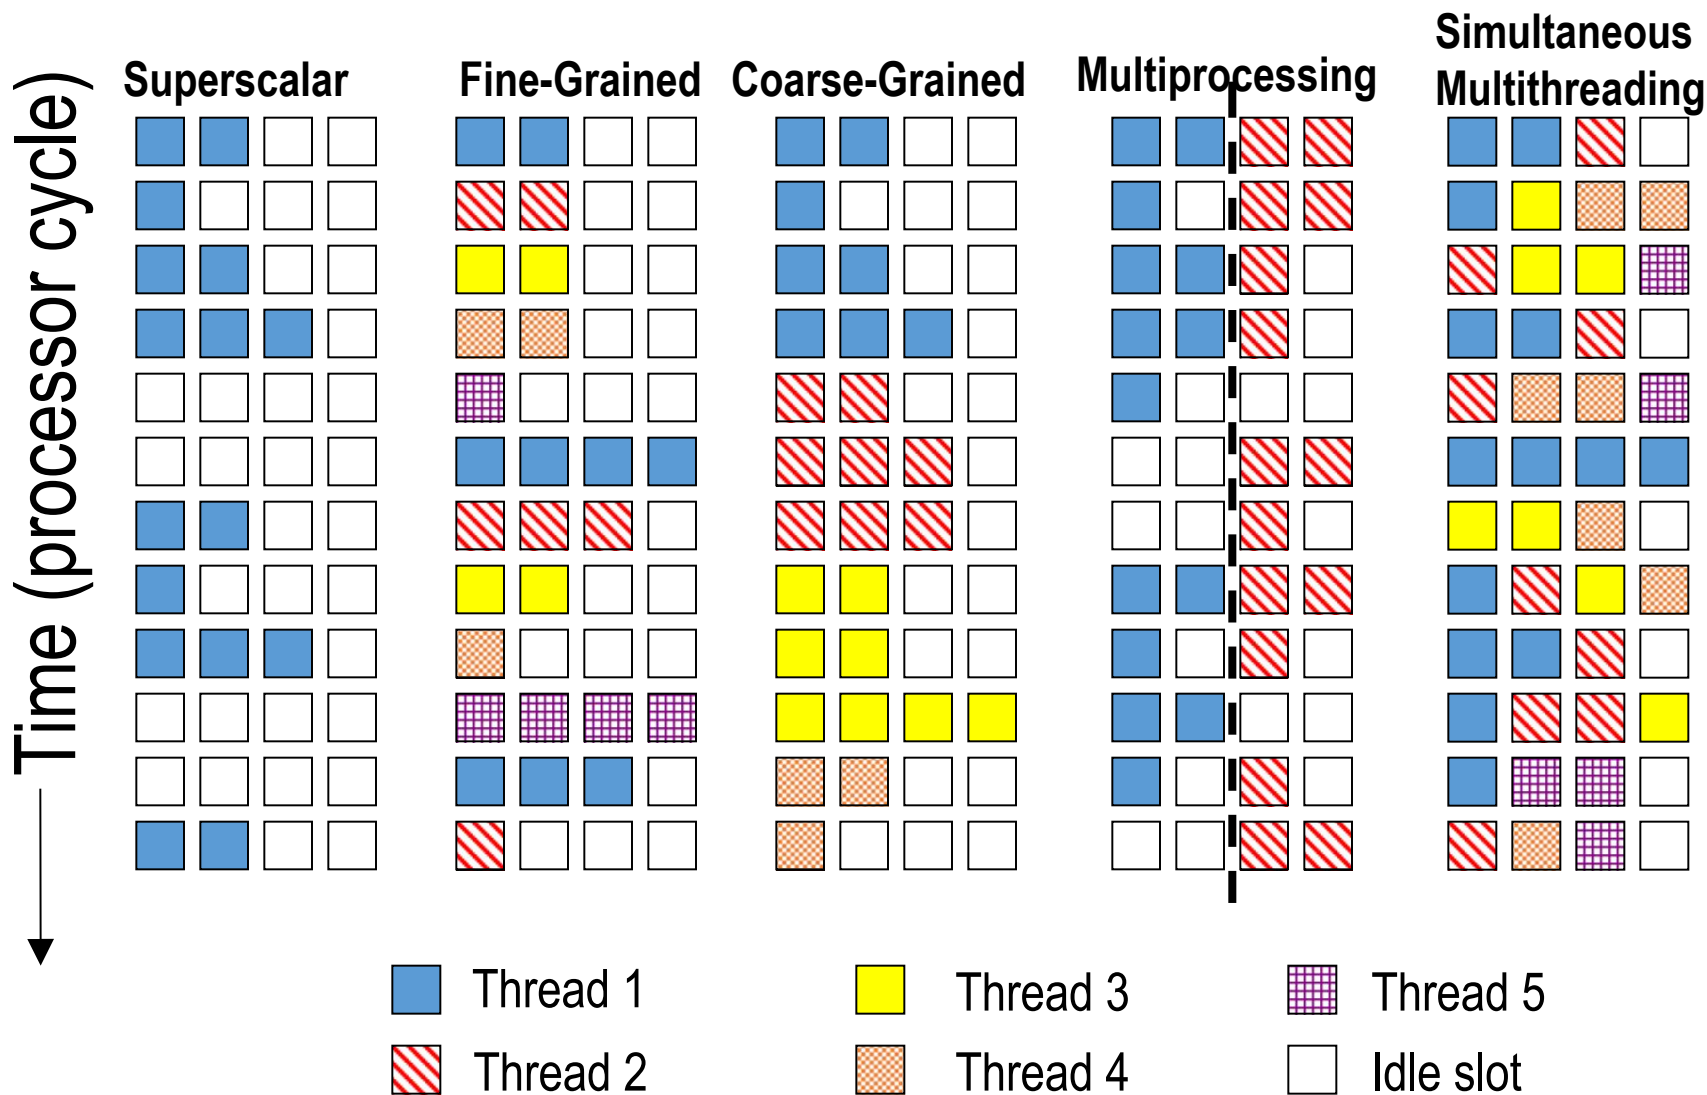 Superscalar
Fine-Grained
Coarse-Grained
Multiprocessing
Simultaneous
Multithreading
Time (processor cycle)
Thread 1
Thread 3
Thread 5
Thread 2
Thread 4
Idle slot